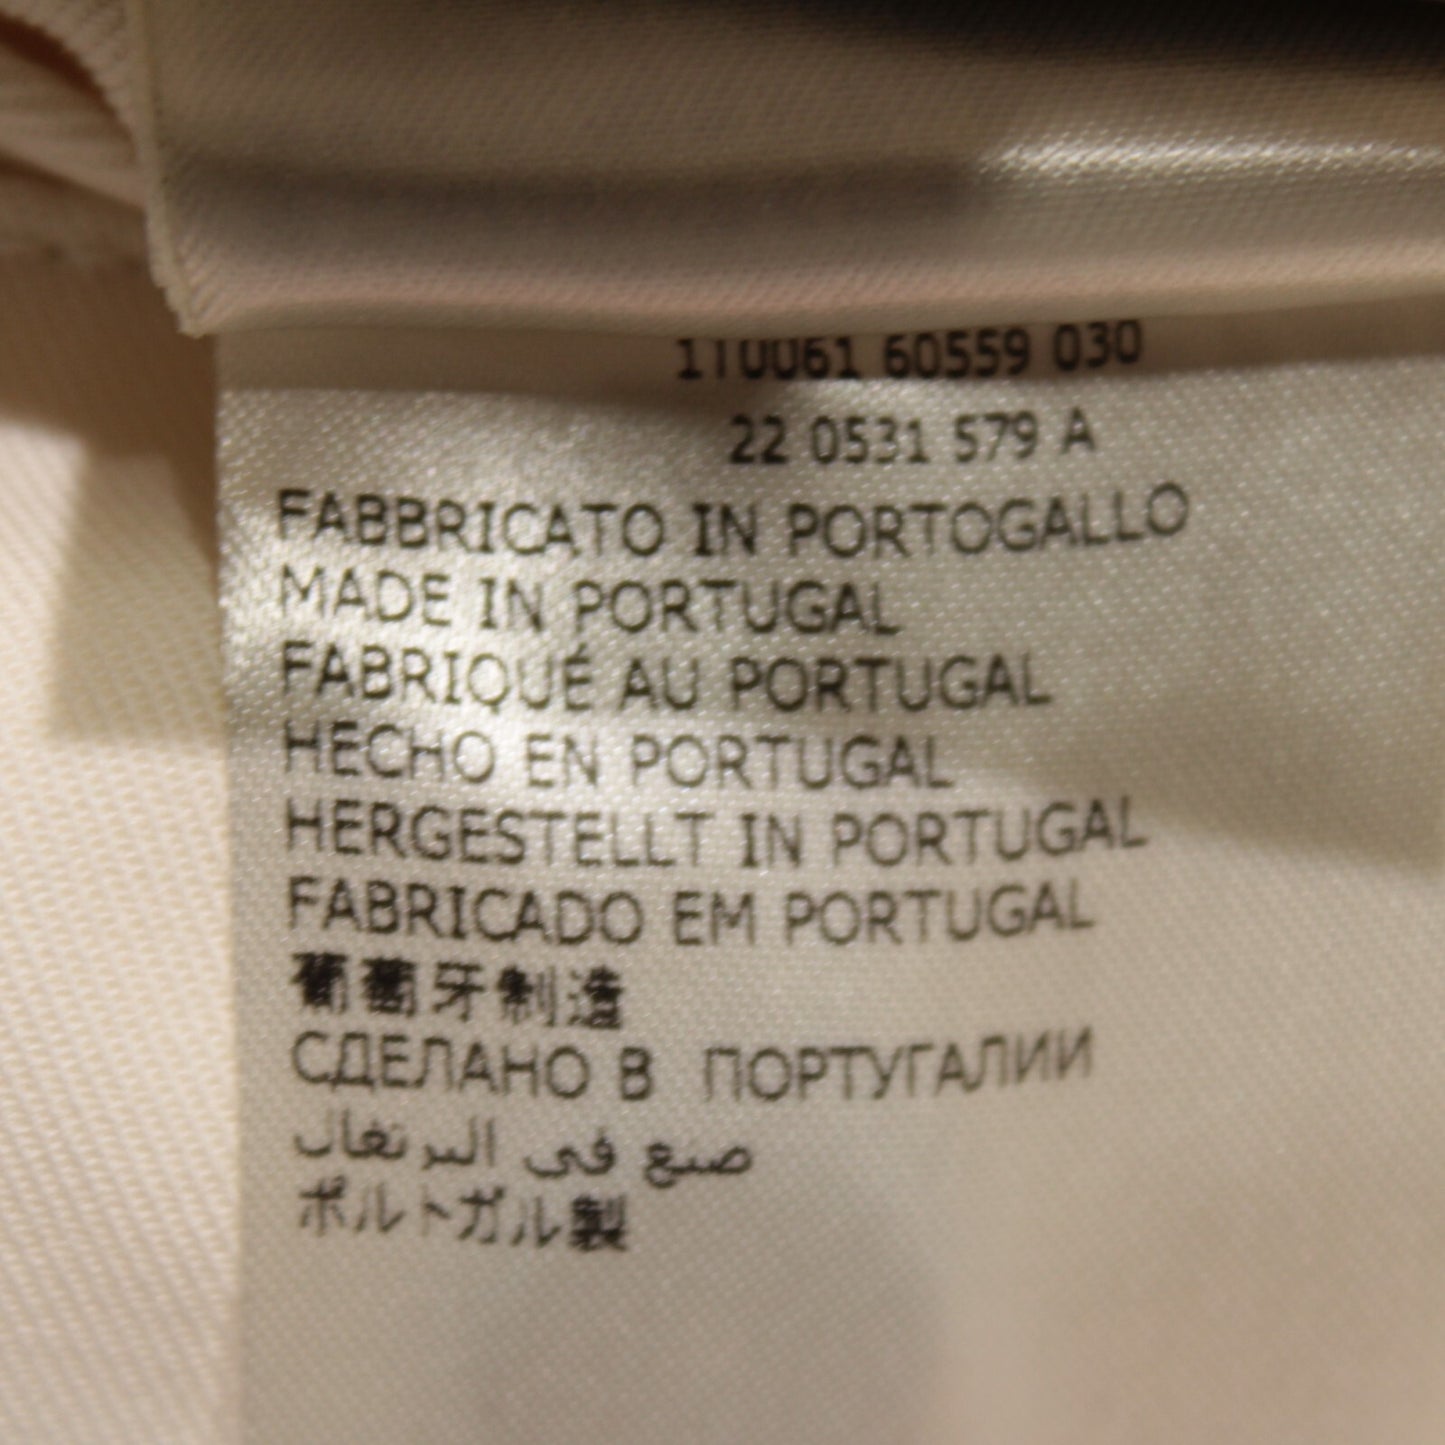 1T0061 60559 030
22 0531 579 A
FABBRICATO IN PORTOGALLO
MADE IN PORTUGAL
FABRIQUÉ AU PORTUGAL
HECHO EN PORTUGAL
HERGESTELLT IN PORTUGAL
FABRICADO EM PORTUGAL
葡萄牙制造
СДЕЛАНО В ПОРТУГАЛИИ
صنع في البرتغال
ポルトガル製